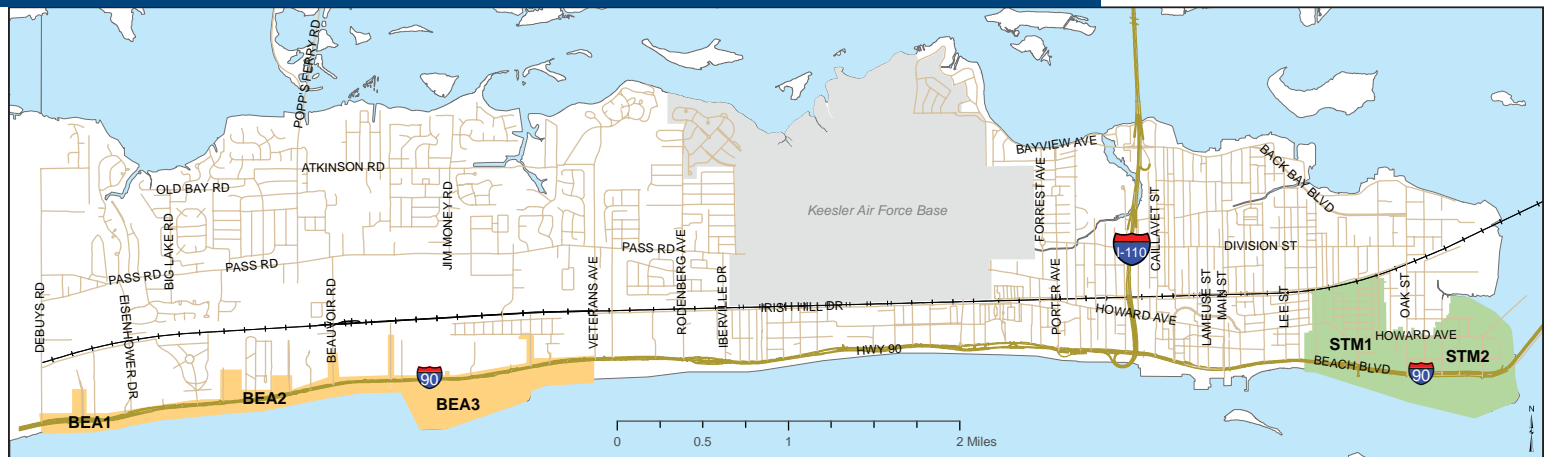 POPP'S FERRY RD
ATKINSON RD
OLD BAY RD
BIG LAKE RD
JIM MONEY RD
PASS RD
PASS RD
PASS RD
DEBUYS RD
EISENHOWER DR
BEAUVOIR RD
VETERANS AVE
RODENBERG AVE
IBERVILLE DR
Keesler Air Force Base
IRISH HILL DR
HWY 90
BAYVIEW AVE
FORREST AVE
PORTER AVE
I-110
CAILLAVET ST
BACK BAY BLVD
DIVISION ST
HOWARD AVE
LAMEUSE ST
MAIN ST
LEE ST
OAK ST
HOWARD AVE
STM1
STM2
BEACH BLVD
90
BEA1
BEA2
90
BEA3
0 0.5 1 2 Miles
N